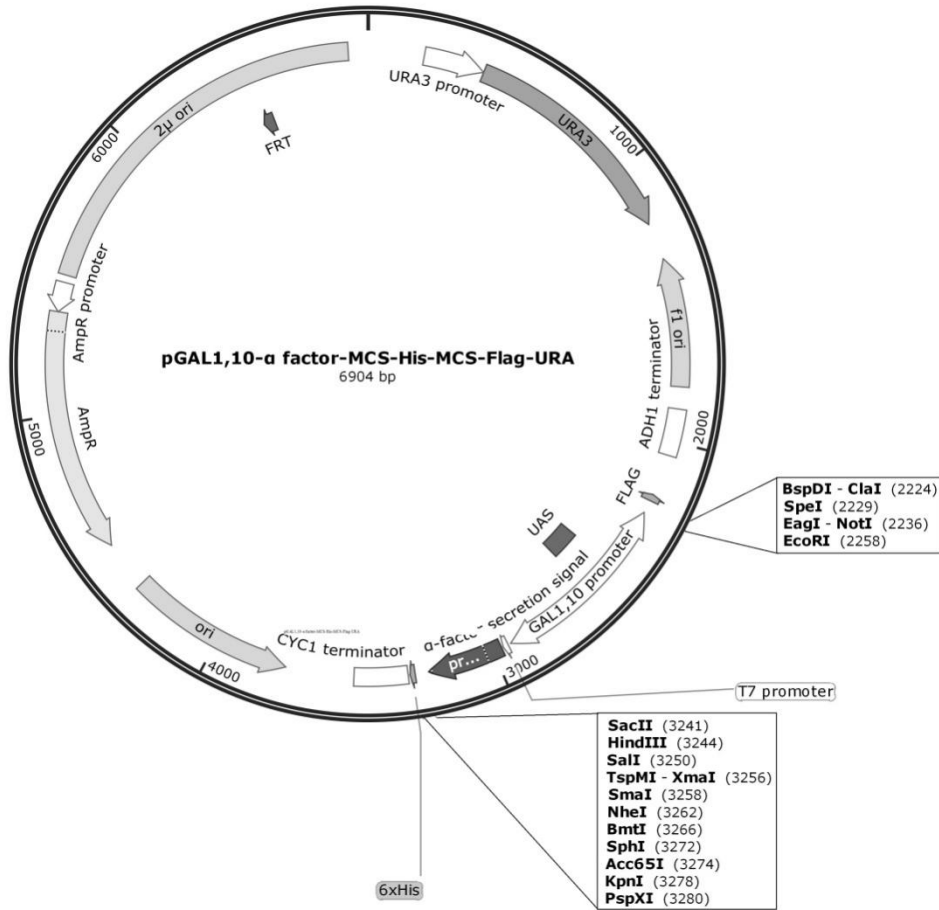 URA3 promoter
URA3
1000
f1 ori
ADH1 terminator
2000
FLAG
BspDI - ClaI (2224)
SpeI (2229)
EagI - NotI (2236)
EcoRI (2258)
GAL1,10 promoter
UAS
3000
T7 promoter
α-factor secretion signal
pr...
SacII (3241)
HindIII (3244)
SalI (3250)
TspMI - XmaI (3256)
SmaI (3258)
NheI (3262)
BmtI (3266)
SphI (3272)
Acc65I (3274)
KpnI (3278)
PspXI (3280)
6xHis
CYC1 terminator
4000
ori
AmpR
5000
AmpR promoter
2μ ori
6000
FRT
pGAL1,10-α factor-MCS-His-MCS-Flag-URA
6904 bp